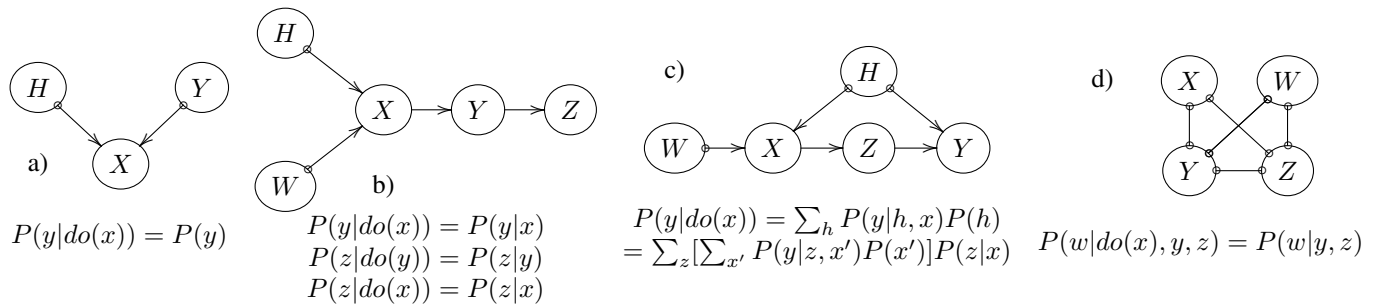 a)
H
Y
X
P(y|do(x)) = P(y)
b)
H
X
Y
Z
W
P(y|do(x)) = P(y|x)
P(z|do(y)) = P(z|y)
P(z|do(x)) = P(z|x)
c)
H
W
X
Z
Y
P(y|do(x)) = ∑_h P(y|h, x)P(h)
= ∑_z[∑_{x′} P(y|z, x′)P(x′)]P(z|x)
d)
X
W
Y
Z
P(w|do(x), y, z) = P(w|y, z)